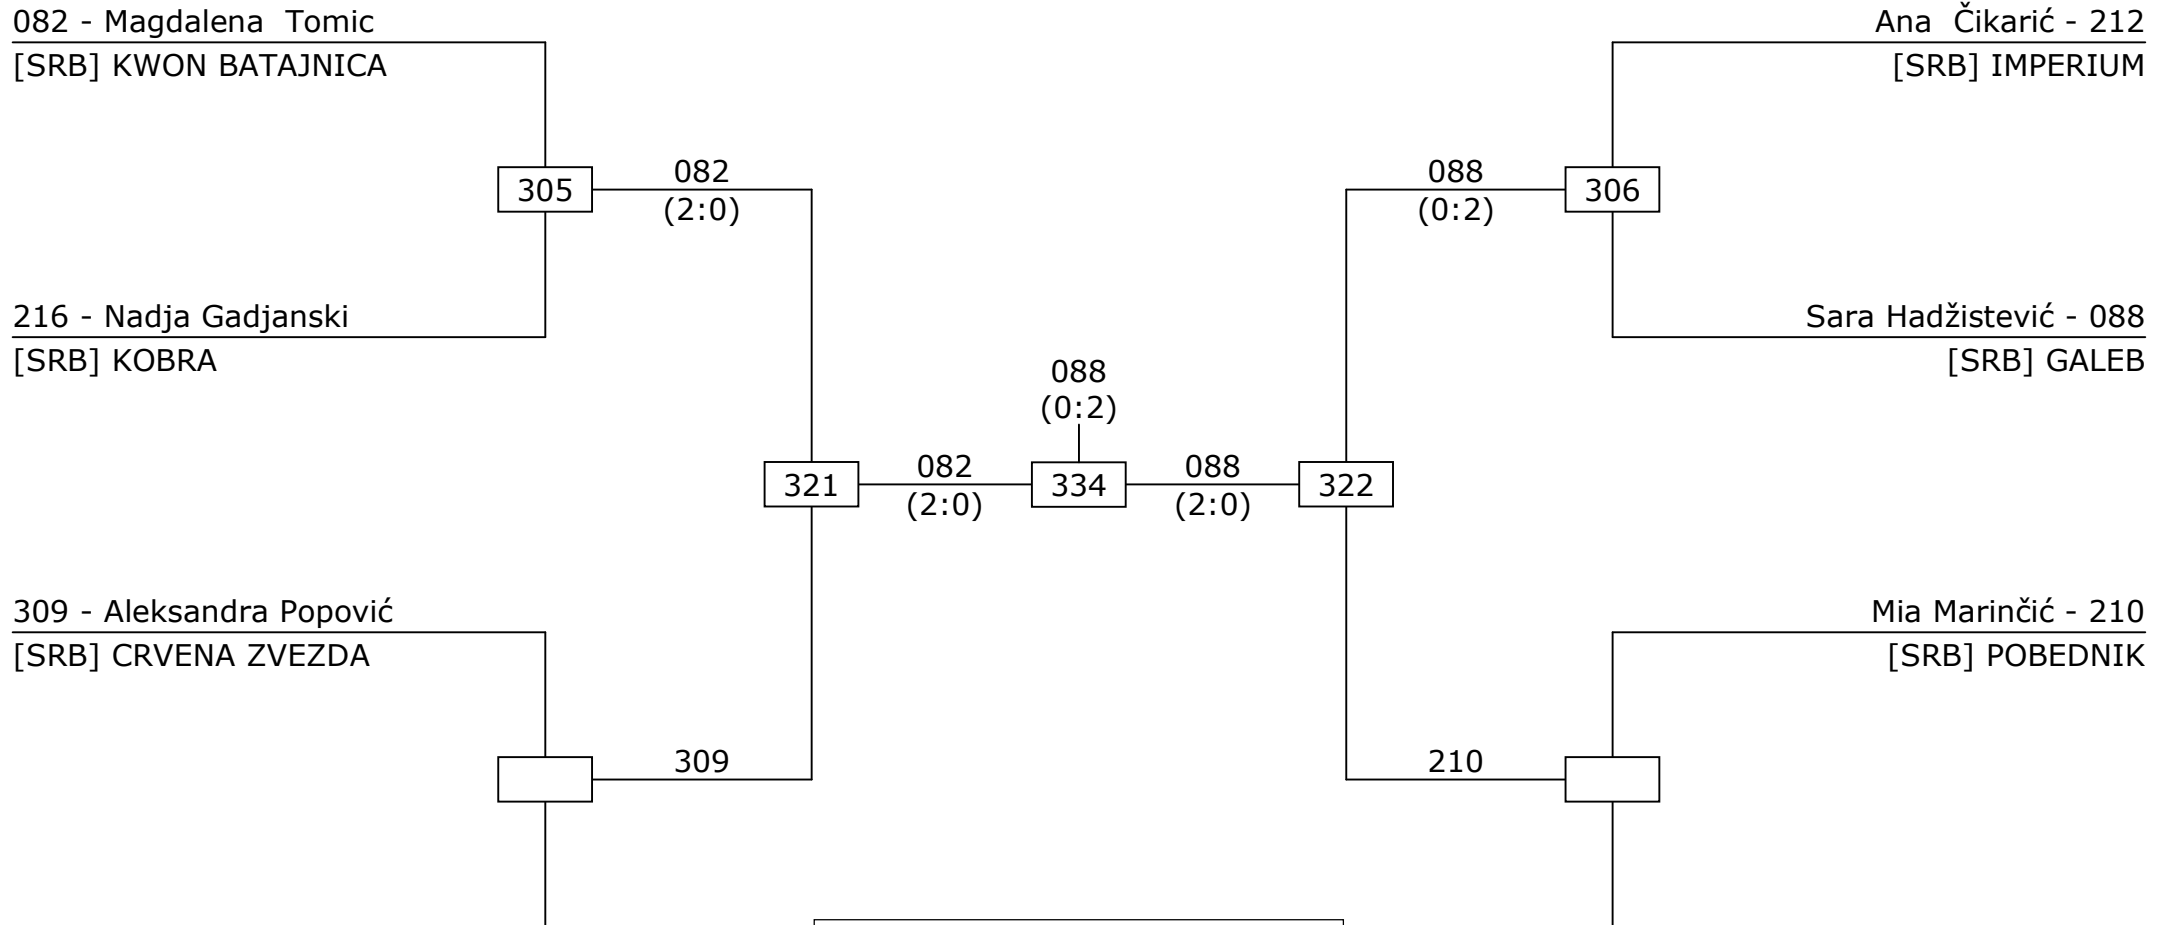 082 - Magdalena  Tomic
[SRB] KWON BATAJNICA
Ana  Čikarić - 212
[SRB] IMPERIUM
305
082
(2:0)
088
(0:2)
306
216 - Nadja Gadjanski
[SRB] KOBRA
Sara Hadžistević - 088
[SRB] GALEB
088
(0:2)
321
082
(2:0)
334
088
(2:0)
322
309 - Aleksandra Popović
[SRB] CRVENA ZVEZDA
Mia Marinčić - 210
[SRB] POBEDNIK
309
210